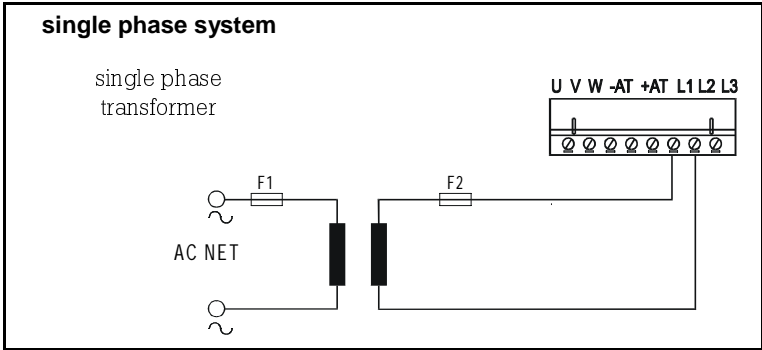 single phase system
single phase
transformer
U V W -AT +AT L1 L2 L3
F1
F2
AC NET